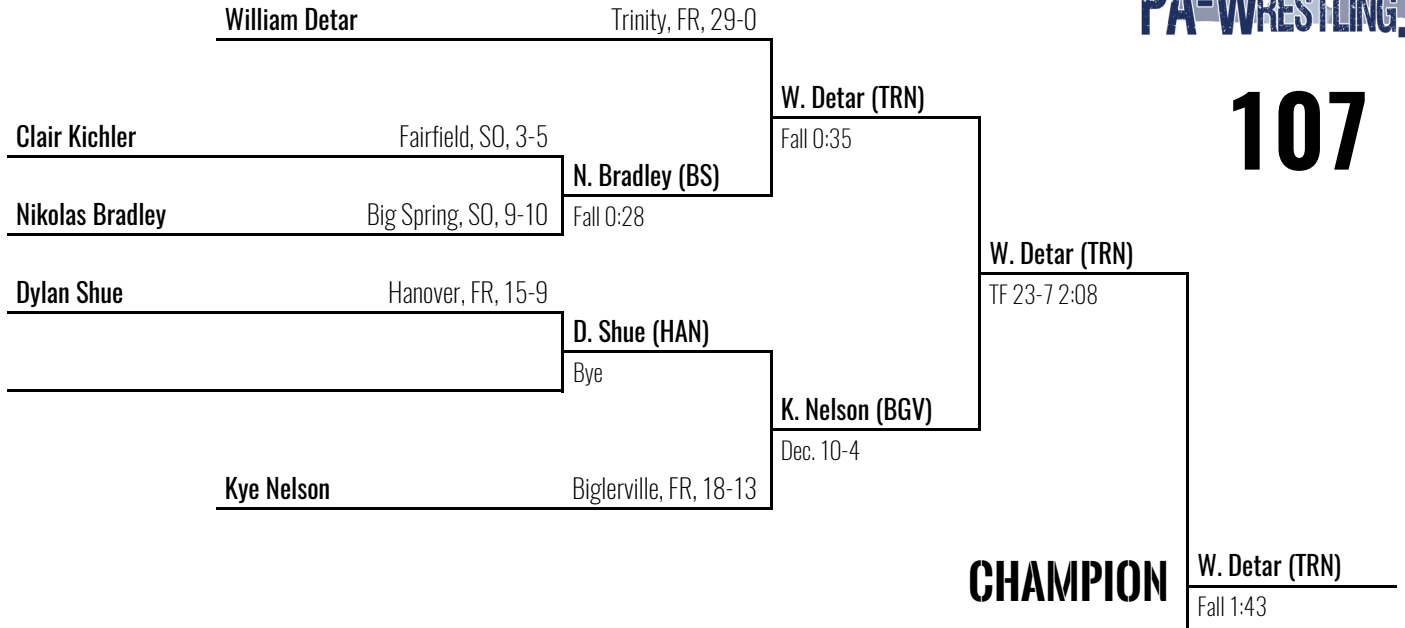 PA-WRESTLING.
107
William Detar Trinity, FR, 29-0
W. Detar (TRN)
Fall 0:35
Clair Kichler Fairfield, SO, 3-5
N. Bradley (BS)
Fall 0:28
Nikolas Bradley Big Spring, SO, 9-10
W. Detar (TRN)
TF 23-7 2:08
Dylan Shue Hanover, FR, 15-9
D. Shue (HAN)
Bye
K. Nelson (BGV)
Dec. 10-4
Kye Nelson Biglerville, FR, 18-13
CHAMPION
W. Detar (TRN)
Fall 1:43